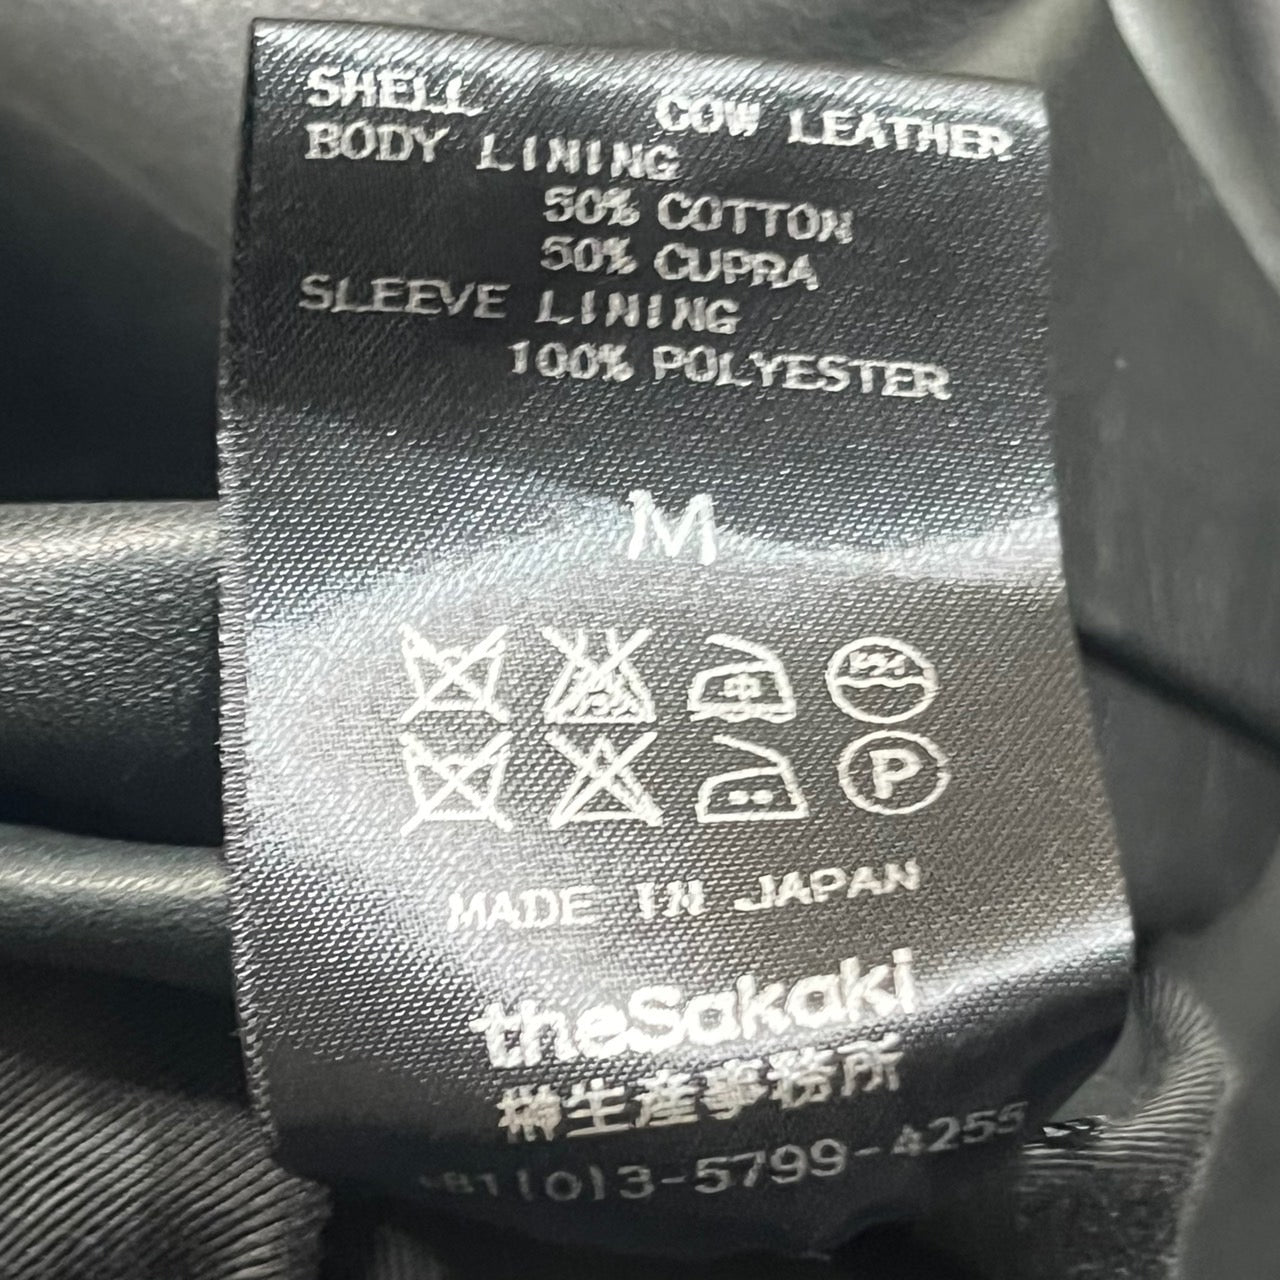 SHELL COW LEATHER
BODY LINING
50% COTTON
50% CUPRA
SLEEVE LINING
100% POLYESTER
M
中
P
MADE IN JAPAN
theSakaki
榊生産事務所
81(0)3-5799-4255